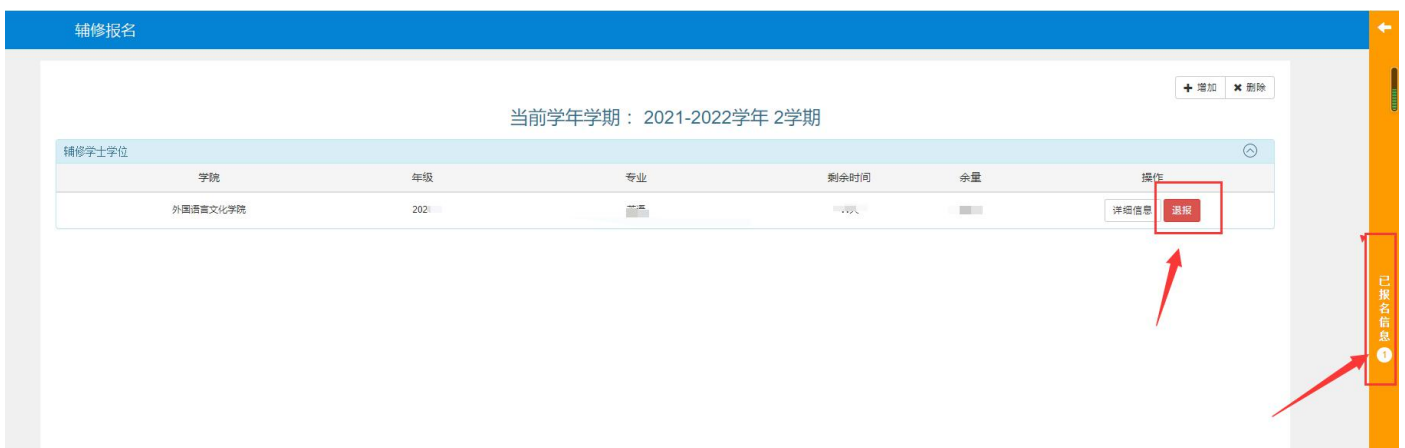 辅修报名
增加 删除
当前学年学期： 2021-2022学年 2学期
辅修学士学位
学院 年级 专业 剩余时间 余量 操作
外国语言文化学院 202 详细信息 退报
已报名信息 1